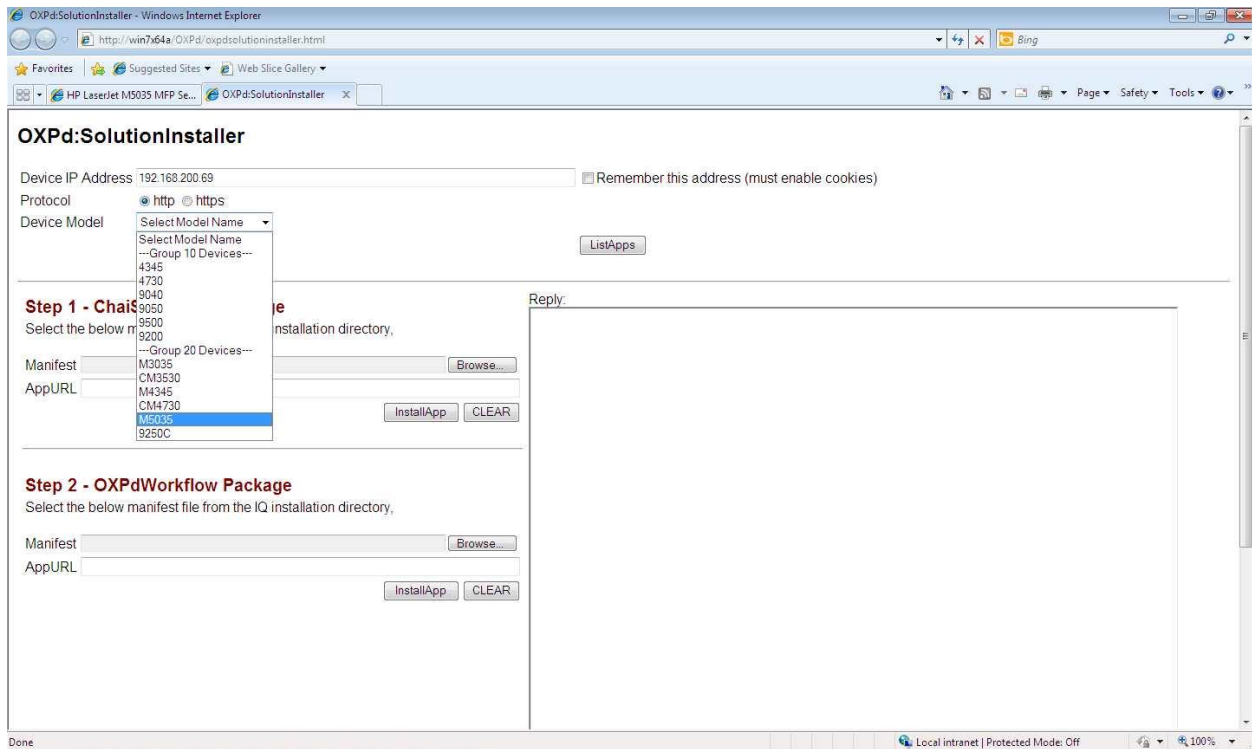 OXPd:SolutionInstaller - Windows Internet Explorer
http://win7x64a/OXPd/oxpdsolutioninstaller.html
Bing
Favorites
Suggested Sites
Web Slice Gallery
HP LaserJet M5035 MFP Se...
OXPd:SolutionInstaller
X
Page
Safety
Tools
OXPd:SolutionInstaller
Device IP Address 192.168.200.69
Remember this address (must enable cookies)
Protocol
http
https
Device Model
Select Model Name
Select Model Name
---Group 10 Devices---
4345
4730
9040
9050
9500
9200
---Group 20 Devices---
M3035
CM3530
M4345
CM4730
M5035
9250C
ListApps
Step 1 - Chai
Select the below
nstallation directory,
Manifest
Browse...
AppURL
InstallApp
CLEAR
Reply:
Step 2 - OXPdWorkflow Package
Select the below manifest file from the IQ installation directory,
Manifest
Browse...
AppURL
InstallApp
CLEAR
Done
Local intranet | Protected Mode: Off
100%